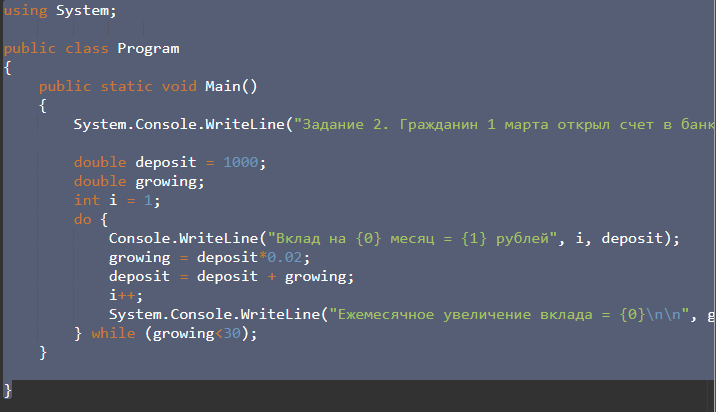 using System;
public class Program
{
public static void Main()
{
System.Console.WriteLine("Задание 2. Гражданин 1 марта открыл счет в банк
double deposit = 1000;
double growing;
int i = 1;
do {
Console.WriteLine("Вклад на {0} месяц = {1} рублей", i, deposit);
growing = deposit*0.02;
deposit = deposit + growing;
i++;
System.Console.WriteLine("Ежемесячное увеличение вклада = {0}\n\n", g
} while (growing<30);
}
}